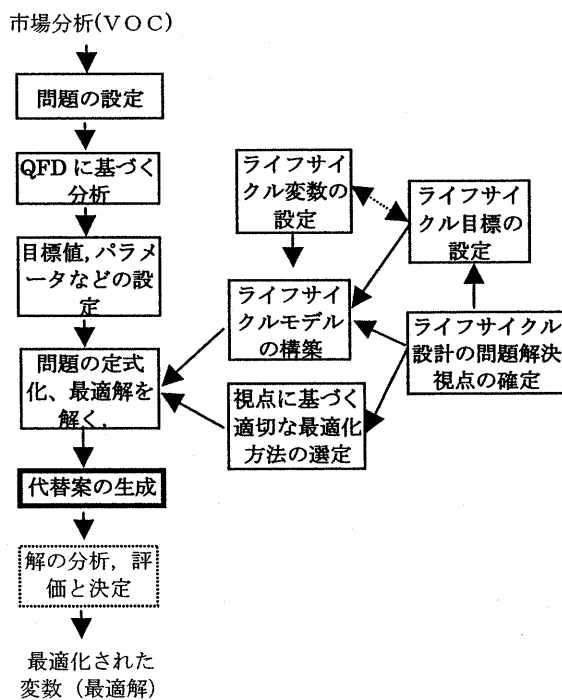 市場分析(VOC)
問題の設定
QFDに基づく
分析
目標値,パラメ
ータなどの設
定
問題の定式
化、最適解を
解く.
代替案の生成
解の分析，評
価と決定
最適化された
変数（最適解）
ライフサイ
クル変数の
設定
ライフサイ
クルモデル
の構築
視点に基づく
適切な最適化
方法の選定
ライフサイ
クル目標の
設定
ライフサイクル
設計の問題解決
視点の確定